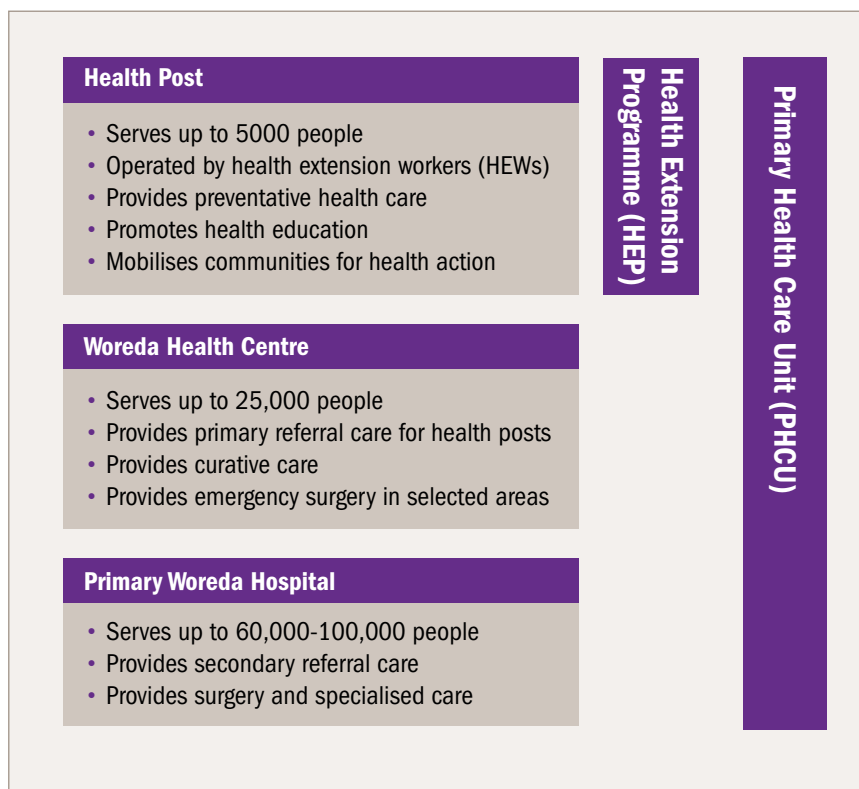 Health Post
• Serves up to 5000 people
• Operated by health extension workers (HEWs)
• Provides preventative health care
• Promotes health education
• Mobilises communities for health action
Health Extension
Programme (HEP)
Primary Health Care Unit (PHCU)
Woreda Health Centre
• Serves up to 25,000 people
• Provides primary referral care for health posts
• Provides curative care
• Provides emergency surgery in selected areas
Primary Woreda Hospital
• Serves up to 60,000-100,000 people
• Provides secondary referral care
• Provides surgery and specialised care